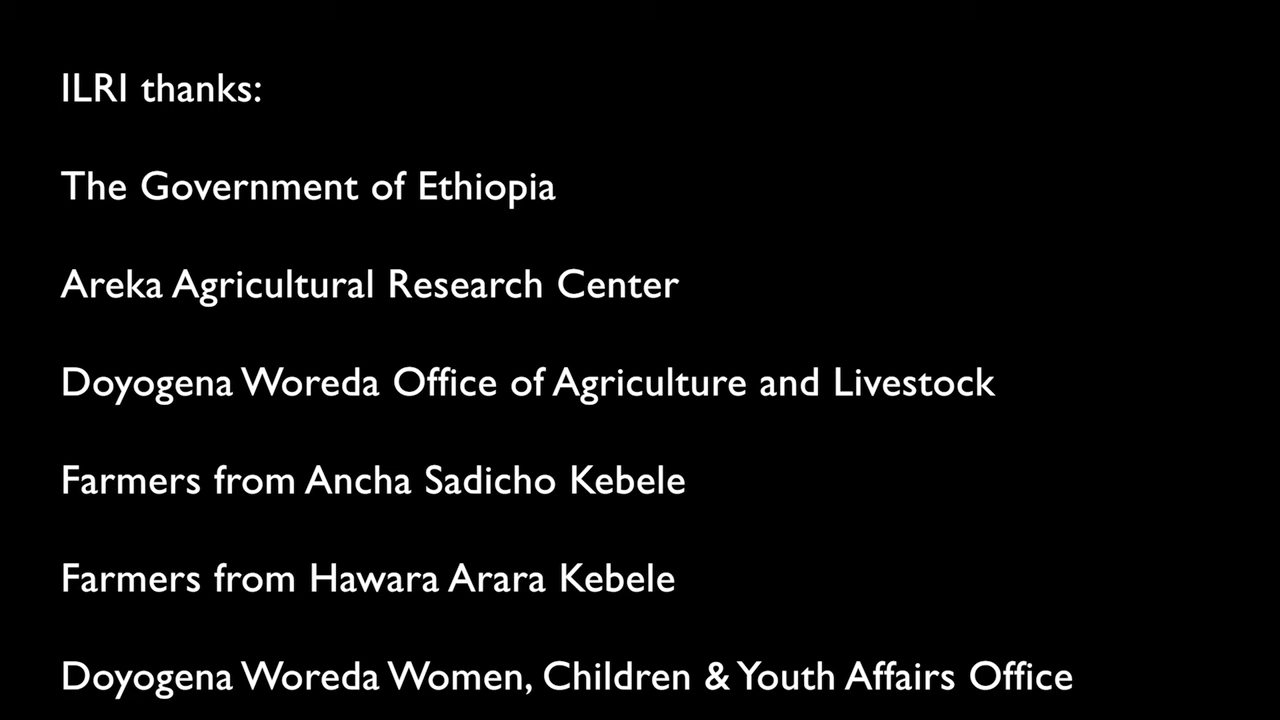 ILRI thanks:
The Government of Ethiopia
Areka Agricultural Research Center
Doyogena Woreda Office of Agriculture and Livestock
Farmers from Ancha Sadicho Kebele
Farmers from Hawara Arara Kebele
Doyogena Woreda Women, Children & Youth Affairs Office